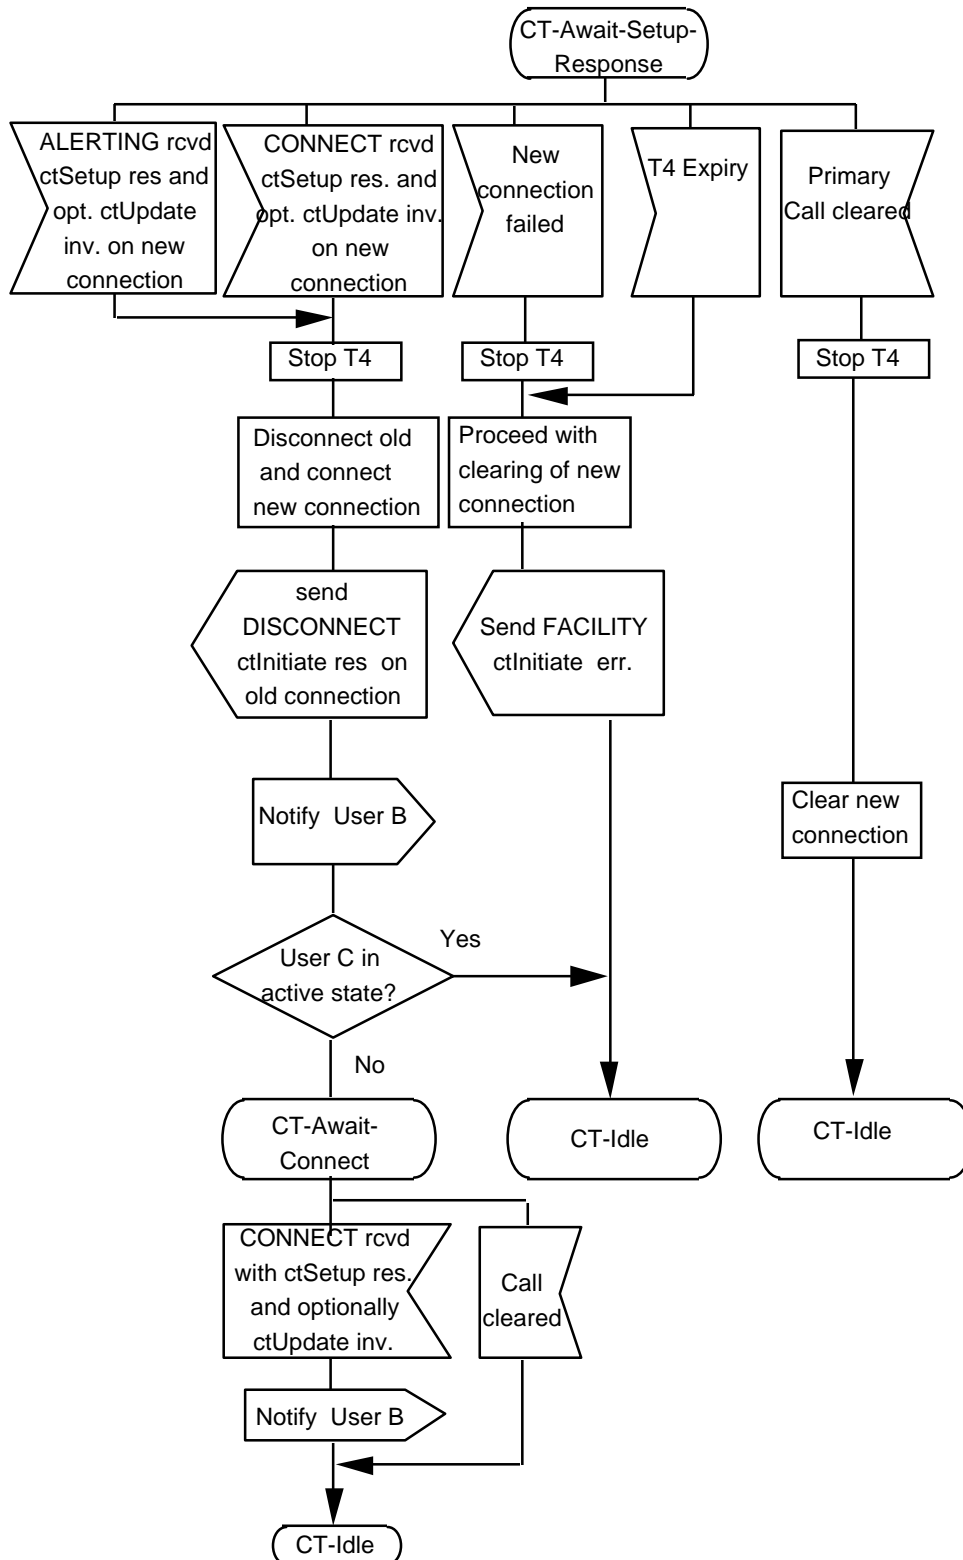 CT-Await-Setup-
Response
ALERTING rcvd
ctSetup res and
opt. ctUpdate
inv. on new
connection
CONNECT rcvd
ctSetup res. and
opt. ctUpdate inv.
on new
connection
New
connection
failed
T4 Expiry
Primary
Call cleared
Stop T4
Stop T4
Stop T4
Disconnect old
and connect
new connection
Proceed with
clearing of new
connection
send
DISCONNECT
ctInitiate res on
old connection
Send FACILITY
ctInitiate err.
Notify User B
Clear new
connection
User C in
active state?
Yes
No
CT-Await-
Connect
CT-Idle
CT-Idle
CONNECT rcvd
with ctSetup res.
and optionally
ctUpdate inv.
Call
cleared
Notify User B
CT-Idle